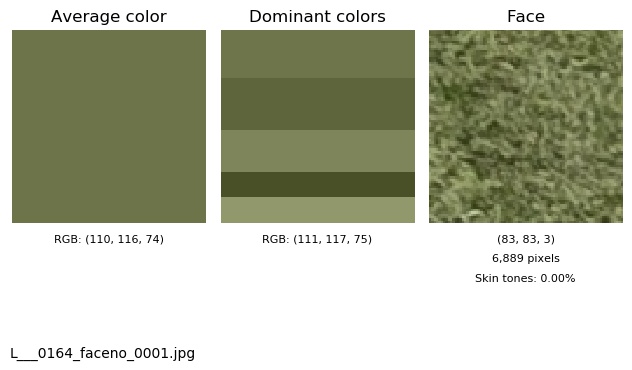 Average color
Dominant colors
Face
RGB: (110, 116, 74)
RGB: (111, 117, 75)
(83, 83, 3)
6,889 pixels
Skin tones: 0.00%
L___0164_faceno_0001.jpg